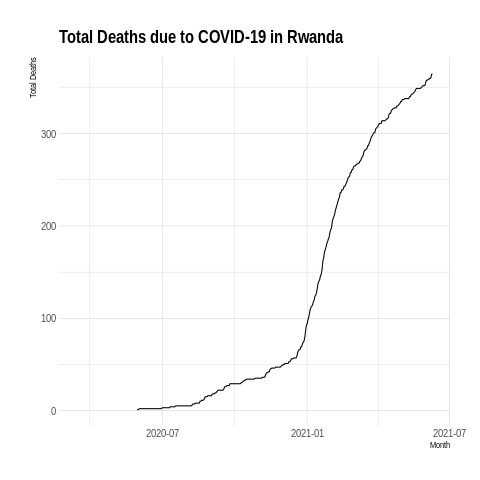 Total Deaths due to COVID-19 in Rwanda
Total Deaths
300
200
100
0
2020-07
2021-01
2021-07
Month